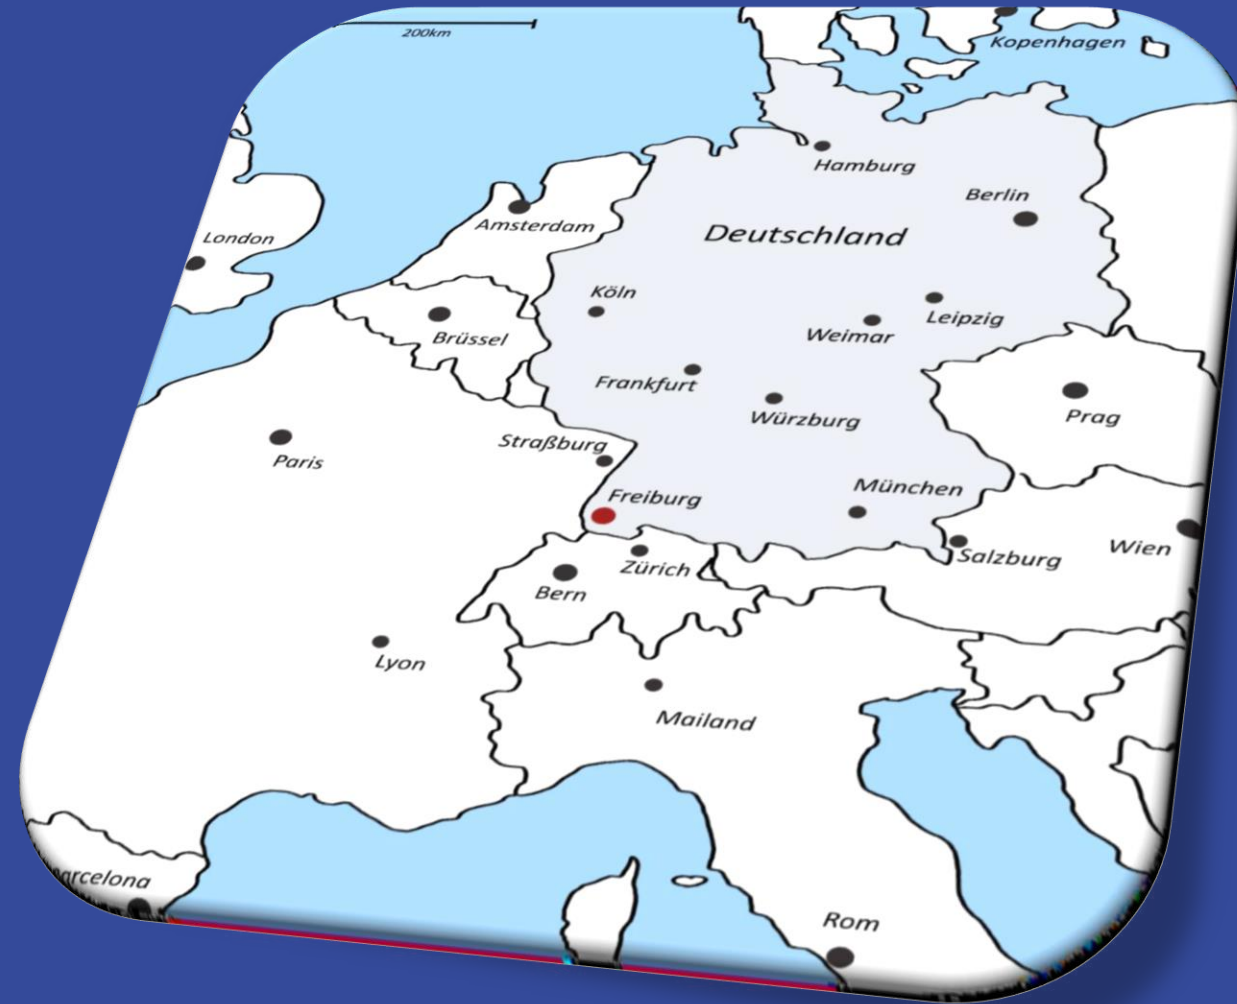 200km
Kopenhagen
Hamburg
Berlin
Amsterdam
Deutschland
London
Köln
Leipzig
Brüssel
Weimar
Frankfurt
Würzburg
Prag
Straßburg
Paris
München
Freiburg
Wien
Salzburg
Zürich
Bern
Lyon
Mailand
arcelona
Rom